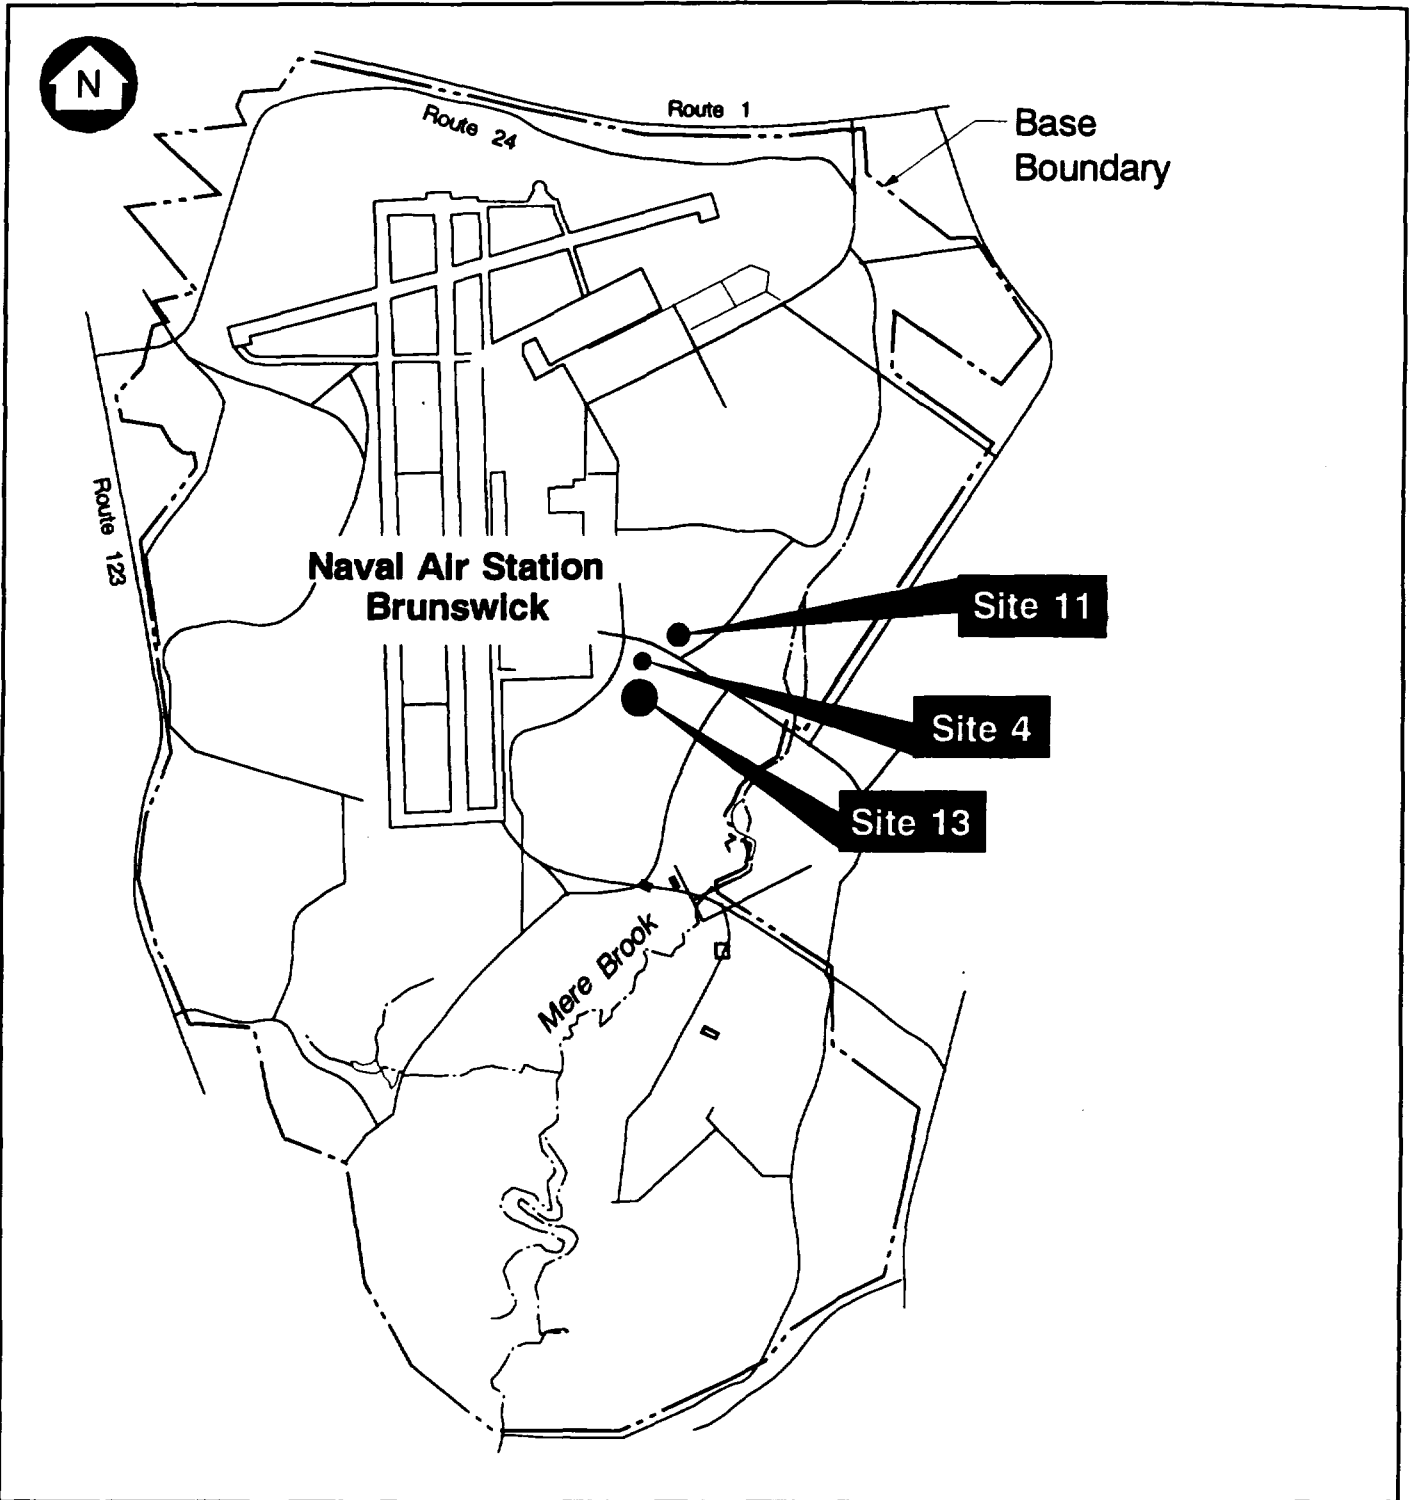 N
Route 1
Route 24
Base
Boundary
Route 123
Naval Air Station
Brunswick
Site 11
Site 4
Site 13
Mere Brook